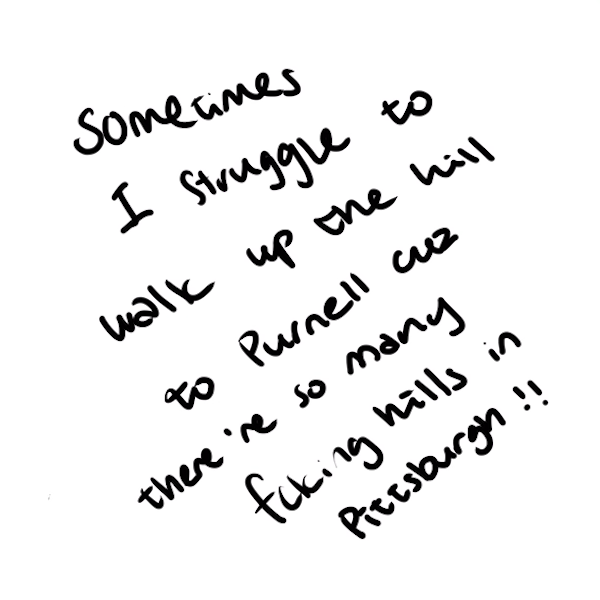 Sometimes
I struggle to
walk up the hill
to Purnell cuz
there're so many
fcking hills in
Pittsburgh!!